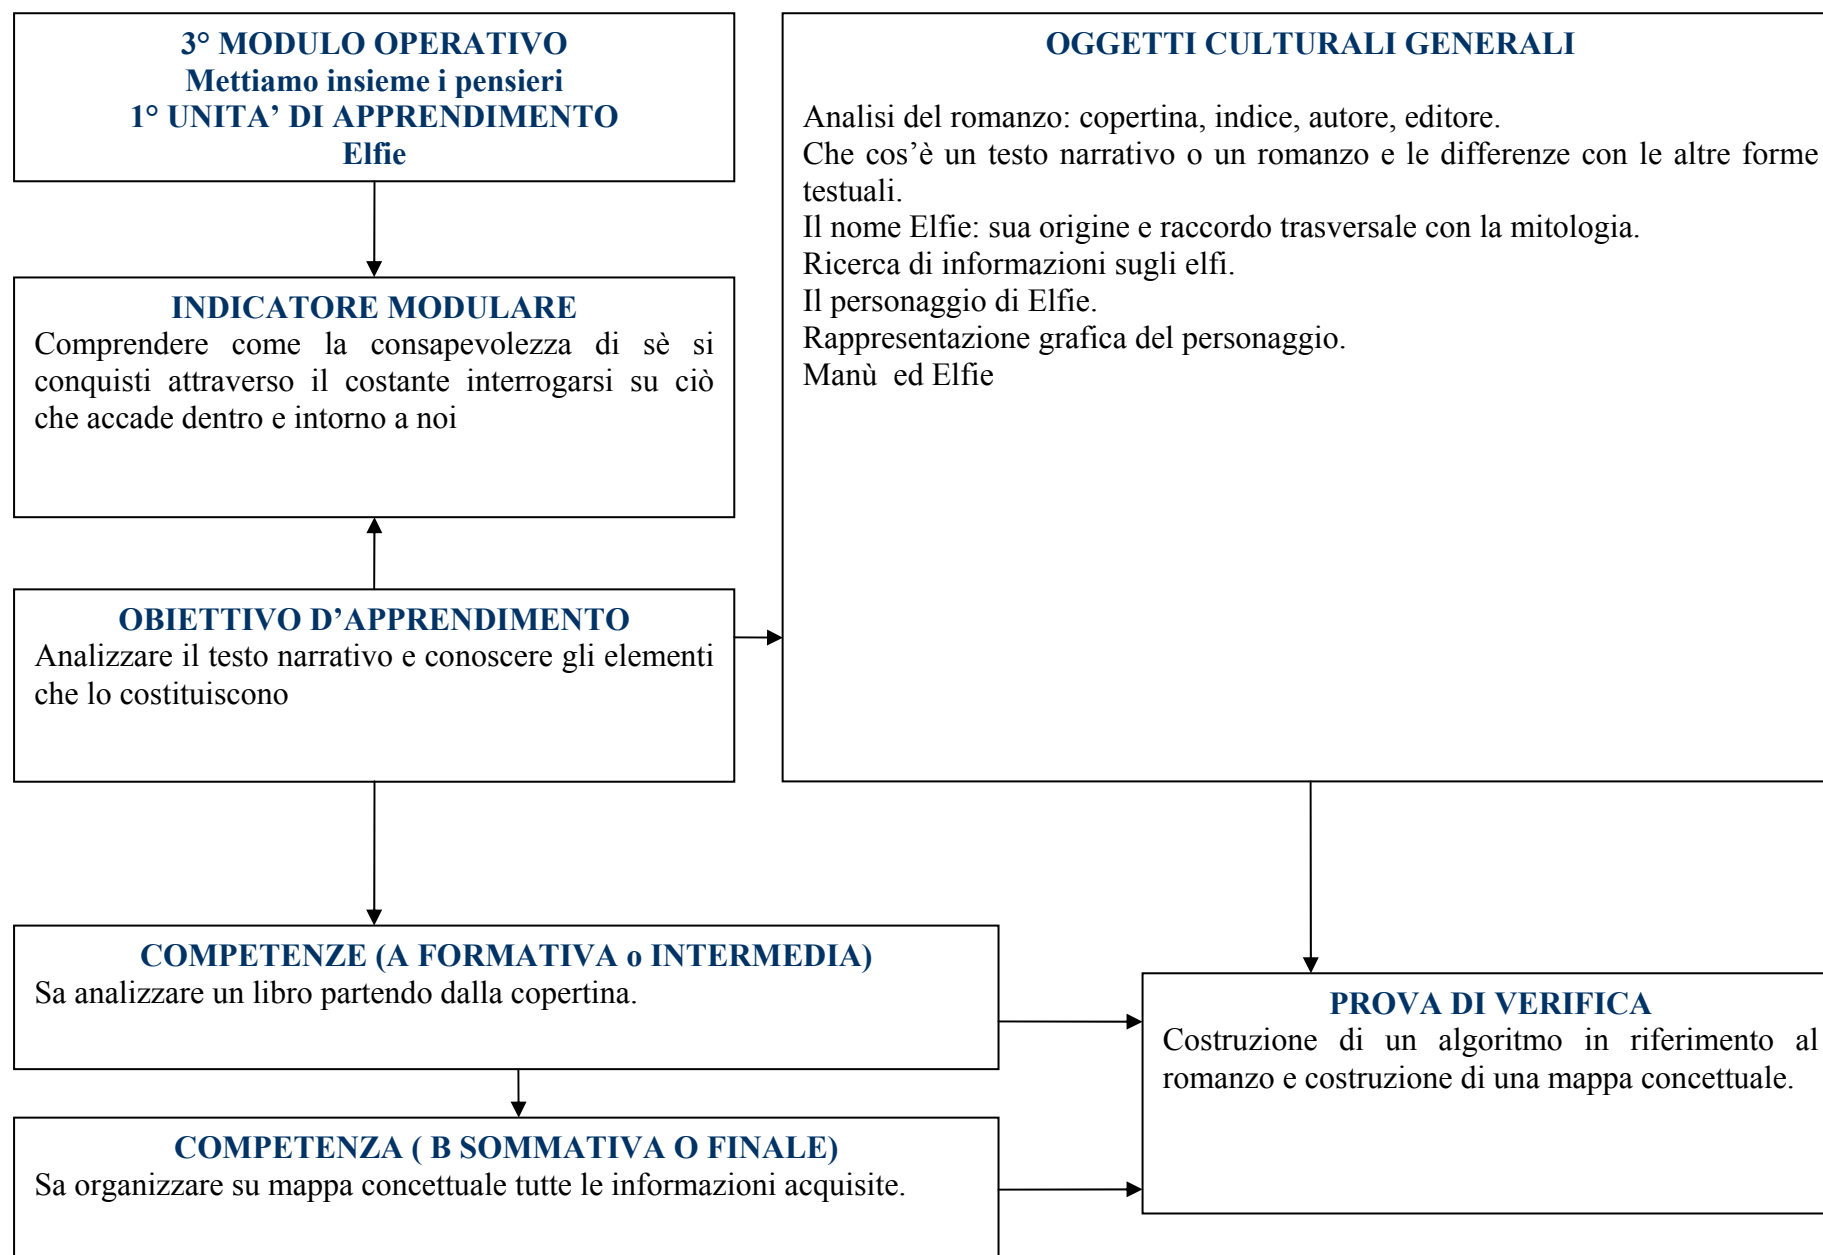 3° MODULO OPERATIVO
Mettiamo insieme i pensieri
1° UNITA’ DI APPRENDIMENTO
Elfie
INDICATORE MODULARE
Comprendere come la consapevolezza di sè si
conquisti attraverso il costante interrogarsi su ciò
che accade dentro e intorno a noi
OBIETTIVO D’APPRENDIMENTO
Analizzare il testo narrativo e conoscere gli elementi
che lo costituiscono
OGGETTI CULTURALI GENERALI
Analisi del romanzo: copertina, indice, autore, editore.
Che cos’è un testo narrativo o un romanzo e le differenze con le altre forme
testuali.
Il nome Elfie: sua origine e raccordo trasversale con la mitologia.
Ricerca di informazioni sugli elfi.
Il personaggio di Elfie.
Rappresentazione grafica del personaggio.
Manù  ed Elfie
COMPETENZE (A FORMATIVA o INTERMEDIA)
Sa analizzare un libro partendo dalla copertina.
COMPETENZA ( B SOMMATIVA O FINALE)
Sa organizzare su mappa concettuale tutte le informazioni acquisite.
PROVA DI VERIFICA
Costruzione di un algoritmo in riferimento al
romanzo e costruzione di una mappa concettuale.